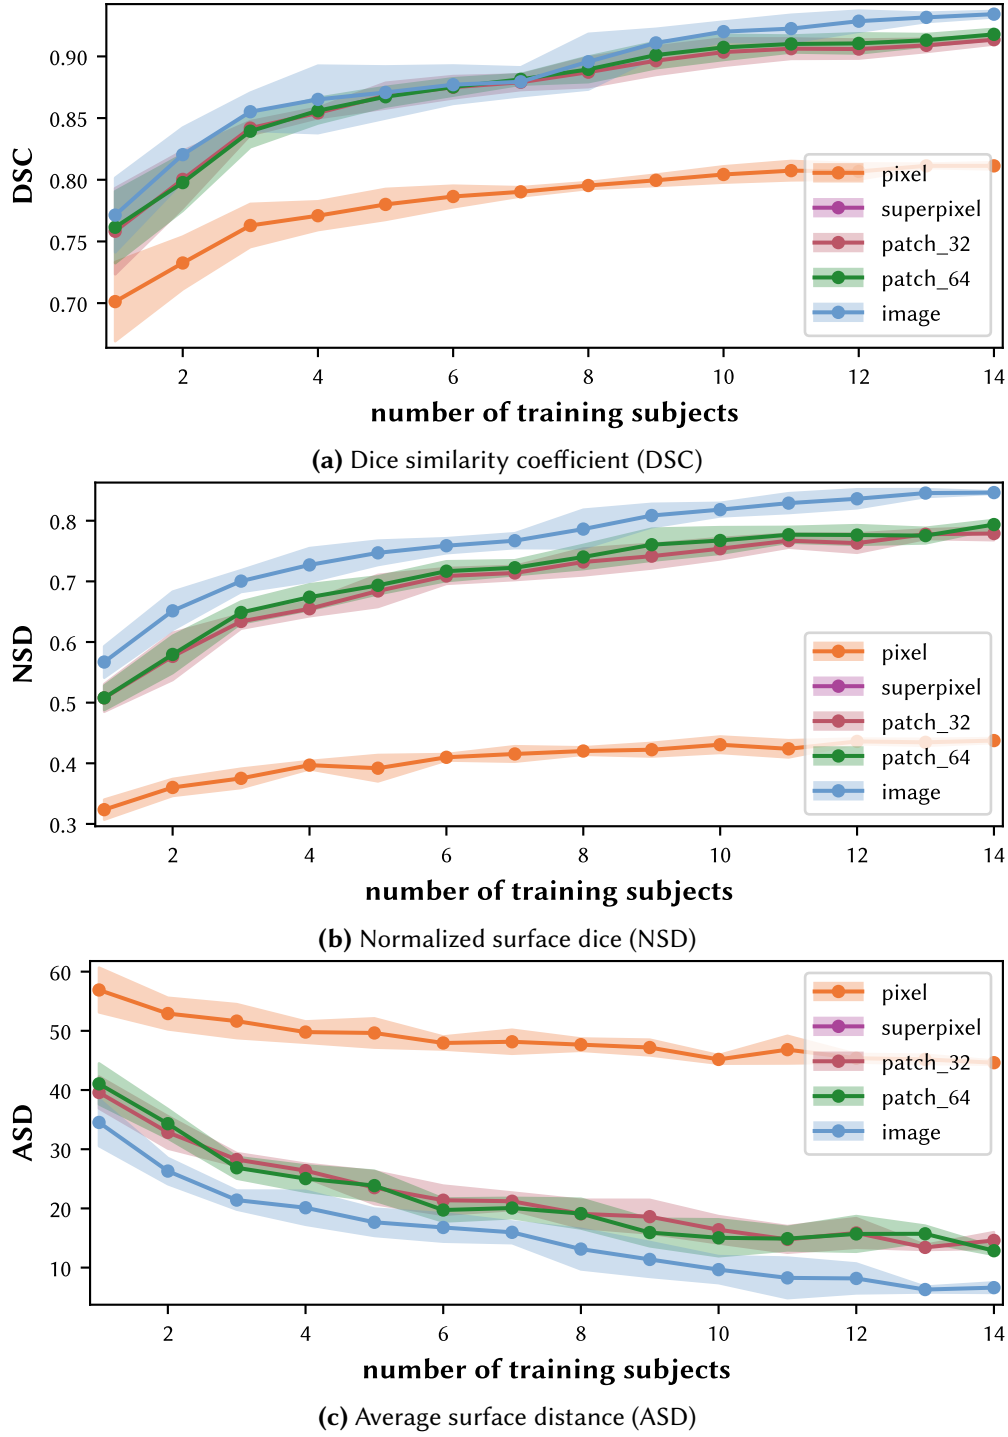 0.90
0.85
0.80
0.75
0.70
DSC
pixel
superpixel
patch_32
patch_64
image
2 4 6 8 10 12 14
number of training subjects
(a) Dice similarity coefficient (DSC)
0.8
0.7
0.6
0.5
0.4
0.3
NSD
pixel
superpixel
patch_32
patch_64
image
2 4 6 8 10 12 14
number of training subjects
(b) Normalized surface dice (NSD)
60
50
40
30
20
10
ASD
pixel
superpixel
patch_32
patch_64
image
2 4 6 8 10 12 14
number of training subjects
(c) Average surface distance (ASD)